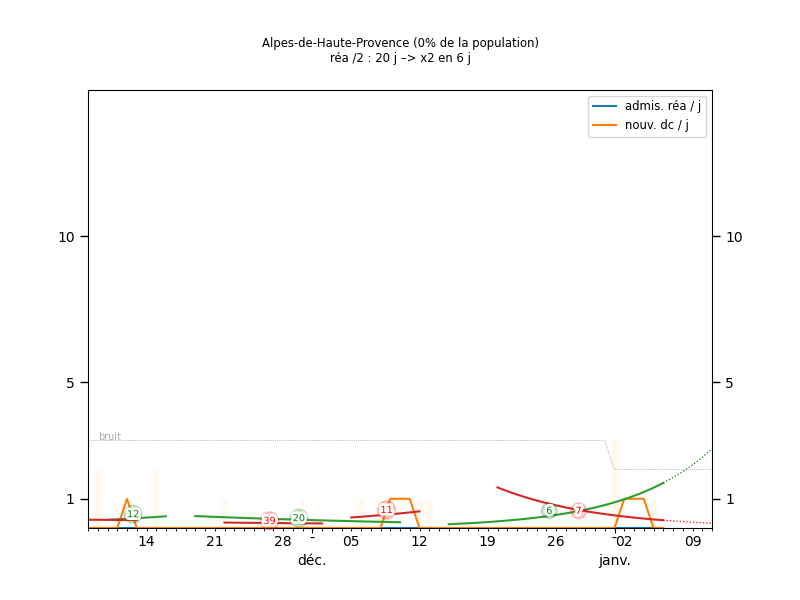 Alpes-de-Haute-Provence (0% de la population)
réa /2 : 20 j –> x2 en 6 j
admis. réa / j
nouv. dc / j
10 10
5 5
bruit
1 1
12 39 20 11 6 7
14 21 28 - 05 12 19 26 - 02 09
déc. janv.